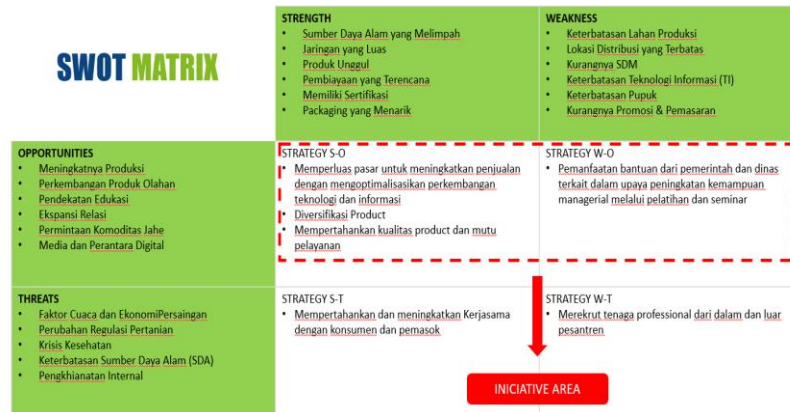 SWOT MATRIX
STRENGTH
• Sumber Daya Alam yang Melimpah
• Jaringan yang Luas
• Produk Unggul
• Pembiayaan yang Terencana
• Memiliki Sertifikasi
• Packaging yang Menarik
WEAKNESS
• Keterbatasan Lahan Produksi
• Lokasi Distribusi yang Terbatas
• Kurangnya SDM
• Keterbatasan Teknologi Informasi (TI)
• Keterbatasan Pupuk
• Kurangnya Promosi & Pemasaran
OPPORTUNITIES
• Meningkatnya Produksi
• Perkembangan Produk Olahan
• Pendekatan Edukasi
• Ekspansi Relasi
• Permintaan Komoditas Jahe
• Media dan Perantara Digital
STRATEGY S-O
• Memperluas pasar untuk meningkatkan penjualan
dengan mengoptimalisasikan perkembangan
teknologi dan informasi
• Diversifikasi Product
• Mempertahankan kualitas product dan mutu
pelayanan
STRATEGY W-O
• Pemanfaatan bantuan dari pemerintah dan dinas
terkait dalam upaya peningkatan kemampuan
managerial melalui pelatihan dan seminar
THREATS
• Faktor Cuaca dan EkonomiPersaingan
• Perubahan Regulasi Pertanian
• Krisis Kesehatan
• Keterbatasan Sumber Daya Alam (SDA)
• Pengkhianatan Internal
STRATEGY S-T
• Mempertahankan dan meningkatkan Kerjasama
dengan konsumen dan pemasok
STRATEGY W-T
• Merekrut tenaga professional dari dalam dan luar
pesantren
INICIATIVE AREA